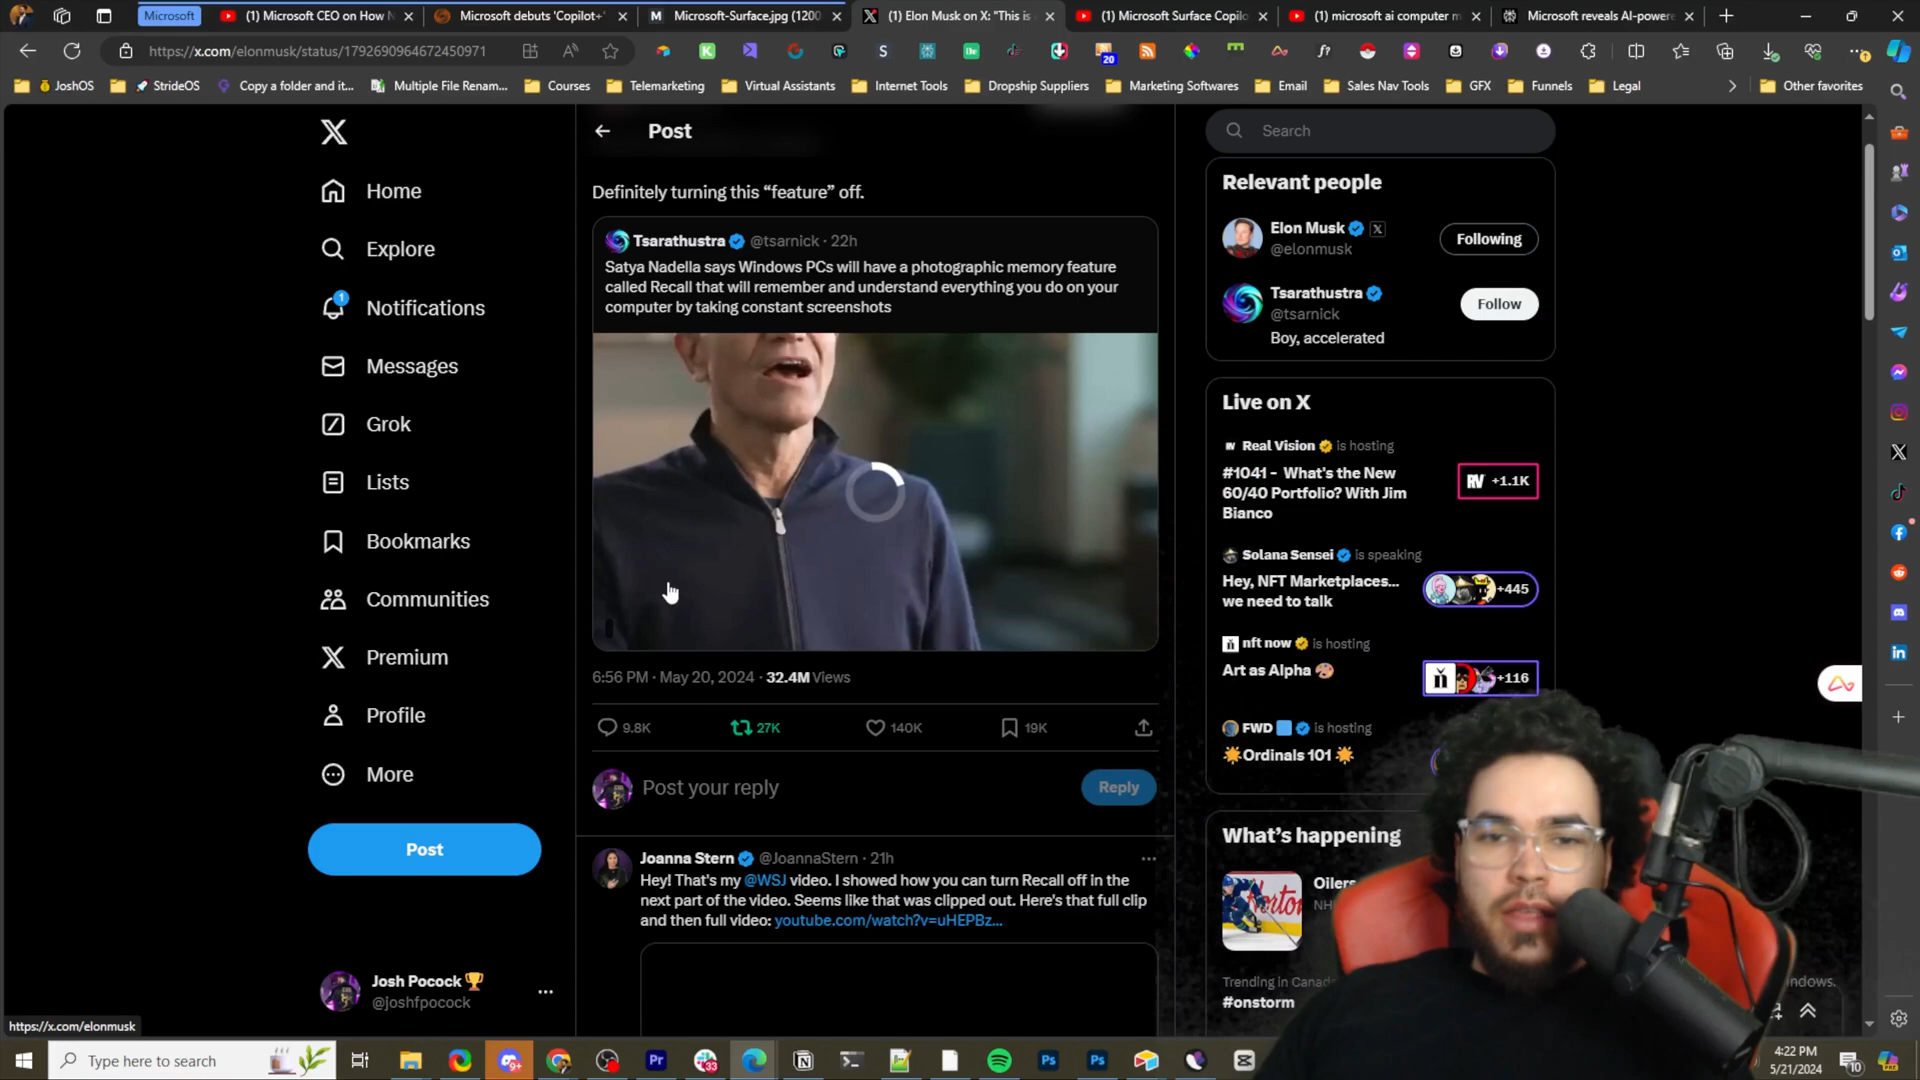 Microsoft
(1) Microsoft CEO on How N
Microsoft debuts 'Copilot+'
Microsoft-Surface.jpg (1200
(1) Elon Musk on X: "This is
(1) Microsoft Surface Copilo
(1) microsoft ai computer m
Microsoft reveals AI-powere
https://x.com/elonmusk/status/1792690964672450971
20
JoshOS
StrideOS
Copy a folder and it...
Multiple File Renam...
Courses
Telemarketing
Virtual Assistants
Internet Tools
Dropship Suppliers
Marketing Softwares
Email
Sales Nav Tools
GFX
Funnels
Legal
Other favorites
Home
Explore
1
Notifications
Messages
Grok
Lists
Bookmarks
Communities
Premium
Profile
More
Post
Josh Pocock
@joshfpocock
https://x.com/elonmusk
Post
Definitely turning this “feature” off.
Tsarathustra @tsarnick · 22h
Satya Nadella says Windows PCs will have a photographic memory feature
called Recall that will remember and understand everything you do on your
computer by taking constant screenshots
6:56 PM · May 20, 2024 · 32.4M Views
9.8K
27K
140K
19K
Post your reply
Reply
Joanna Stern @JoannaStern · 21h
Hey! That's my @WSJ video. I showed how you can turn Recall off in the
next part of the video. Seems like that was clipped out. Here's that full clip
and then full video: youtube.com/watch?v=uHEPBz...
Search
Relevant people
Elon Musk
@elonmusk
Following
Tsarathustra
@tsarnick
Boy, accelerated
Follow
Live on X
Real Vision is hosting
#1041 - What's the New
60/40 Portfolio? With Jim
Bianco
RV +1.1K
Solana Sensei is speaking
Hey, NFT Marketplaces...
we need to talk
+445
nft now is hosting
Art as Alpha
+116
FWD is hosting
Ordinals 101
What’s happening
Oilers
NH
Trending in Canad
#onstorm
ndows.
Type here to search
9+
33
4:22 PM
5/21/2024
10